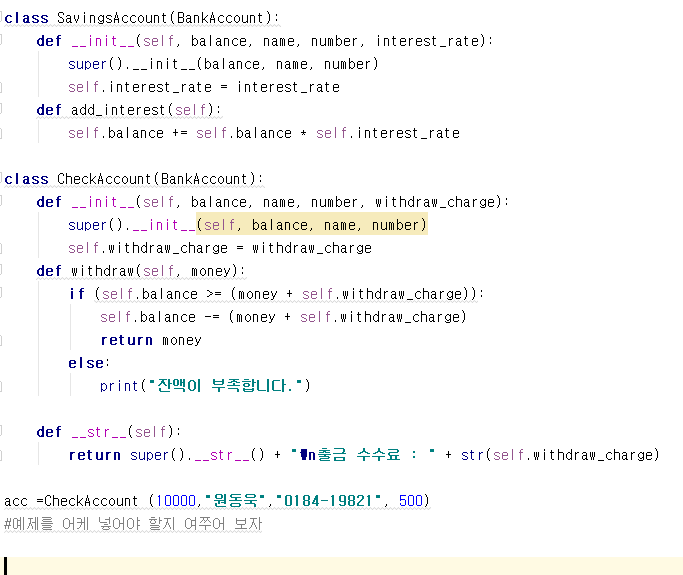 class SavingsAccount(BankAccount):
    def __init__(self, balance, name, number, interest_rate):
        super().__init__(balance, name, number)
        self.interest_rate = interest_rate
    def add_interest(self):
        self.balance += self.balance * self.interest_rate

class CheckAccount(BankAccount):
    def __init__(self, balance, name, number, withdraw_charge):
        super().__init__(self, balance, name, number)
        self.withdraw_charge = withdraw_charge
    def withdraw(self, money):
        if (self.balance >= (money + self.withdraw_charge)):
            self.balance -= (money + self.withdraw_charge)
            return money
        else:
            print("잔액이 부족합니다.")

    def __str__(self):
        return super().__str__() + "₩n출금 수수료 : " + str(self.withdraw_charge)

acc =CheckAccount (10000,"원동욱","0184-19821", 500)
#예제를 어케 넣어야 할지 여쭈어 보자